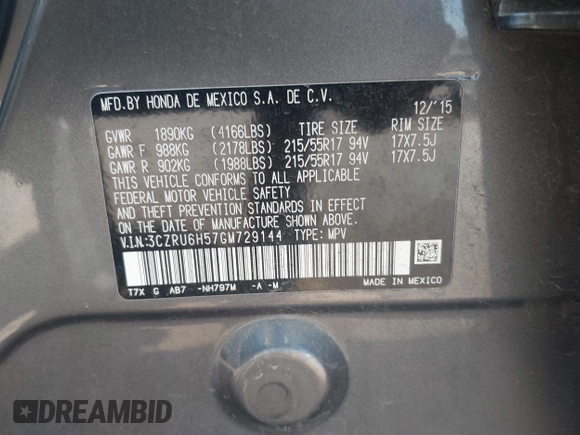 MFD.BY HONDA DE MEXICO S.A. DE C.V.
12/'15
GVWR 1890KG (4166LBS) TIRE SIZE RIM SIZE
GAWR F 988KG (2178LBS) 215/55R17 94V 17X7.5J
GAWR R 902KG (1988LBS) 215/55R17 94V 17X7.5J
THIS VEHICLE CONFORMS TO ALL APPLICABLE
FEDERAL MOTOR VEHICLE SAFETY
AND THEFT PREVENTION STANDARDS IN EFFECT
ON THE DATE OF MANUFACTURE SHOWN ABOVE.
V.I.N:3CZRU6H57GM729144 TYPE: MPV
T7X G AB7 -NH797M -A -M MADE IN MEXICO
DREAMBID